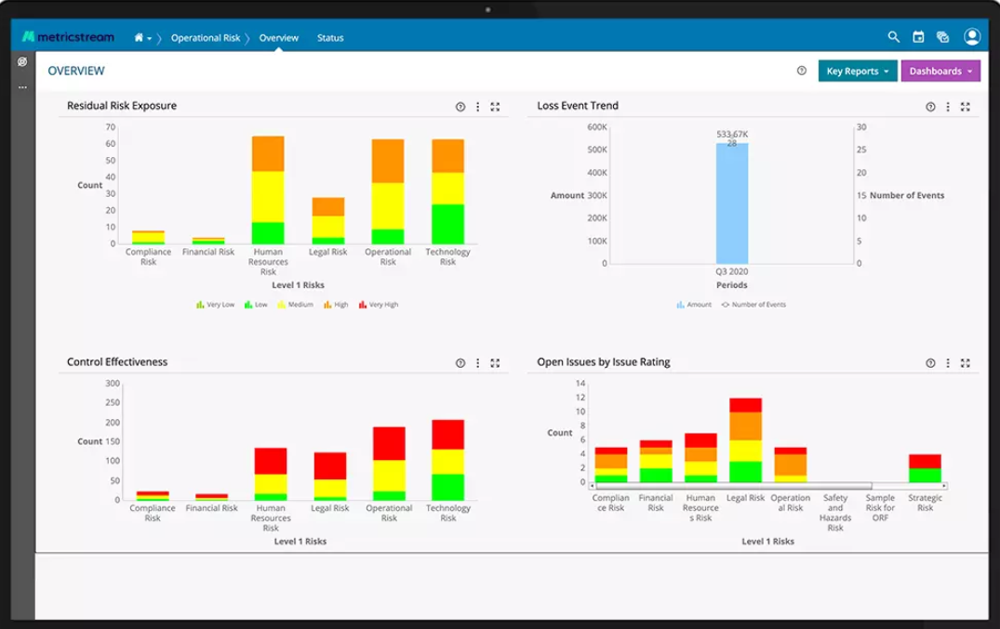 metricstream
Operational Risk
Overview
Status
OVERVIEW
Key Reports
Dashboards
Residual Risk Exposure
70
60
50
40
30
20
10
0
Count
Compliance
Risk
Financial Risk
Human
Resources
Risk
Legal Risk
Operational
Risk
Technology
Risk
Level 1 Risks
Very Low
Low
Medium
High
Very High
Loss Event Trend
600K
500K
400K
300K
200K
100K
0
Amount
533.67K
28
30
25
20
15
10
5
0
Number of Events
Q3 2020
Periods
Amount
Number of Events
Control Effectiveness
300
250
200
150
100
50
0
Count
Compliance
Risk
Financial Risk
Human
Resources
Risk
Legal Risk
Operational
Risk
Technology
Risk
Level 1 Risks
Open Issues by Issue Rating
14
12
10
8
6
4
2
0
Count
Complian
ce Risk
Financial
Risk
Human
Resource
s Risk
Legal Risk
Operation
al Risk
Safety
and
Hazards
Risk
Sample
Risk for
ORF
Strategic
Risk
Level 1 Risks